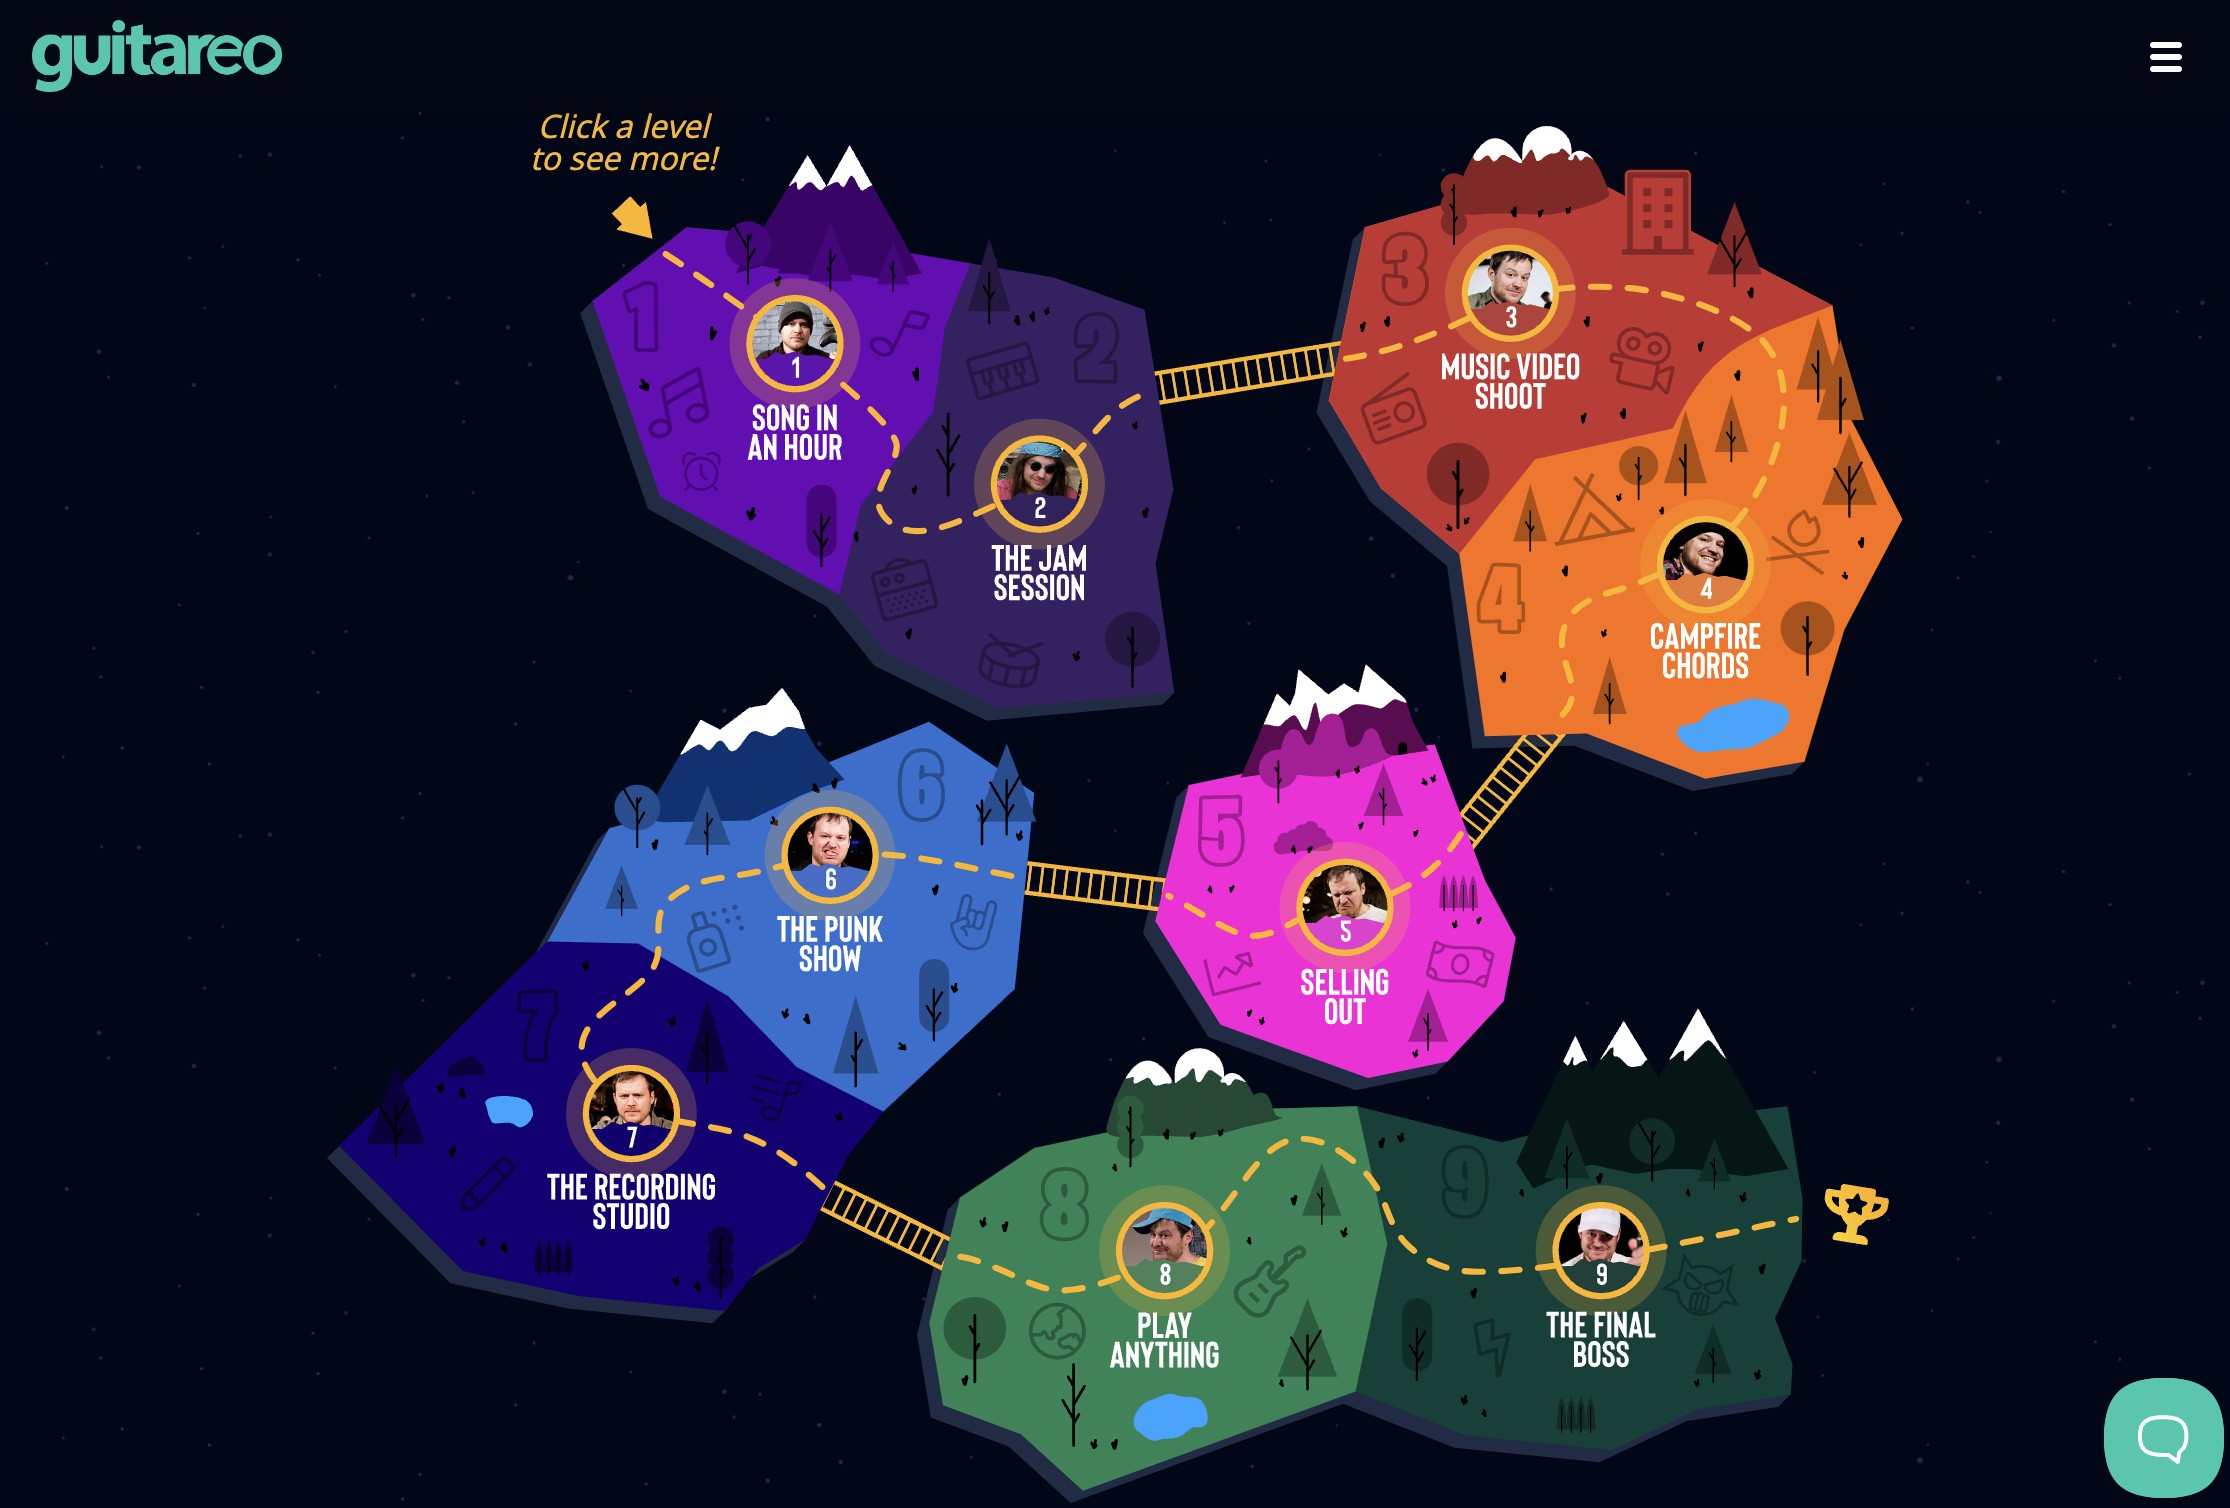 guitareo
Click a level
to see more!
1
1
SONG IN
AN HOUR
2
2
THE JAM
SESSION
3
3
MUSIC VIDEO
SHOOT
4
4
CAMPFIRE
CHORDS
5
5
SELLING
OUT
6
6
THE PUNK
SHOW
7
7
THE RECORDING
STUDIO
8
8
PLAY
ANYTHING
9
9
THE FINAL
BOSS